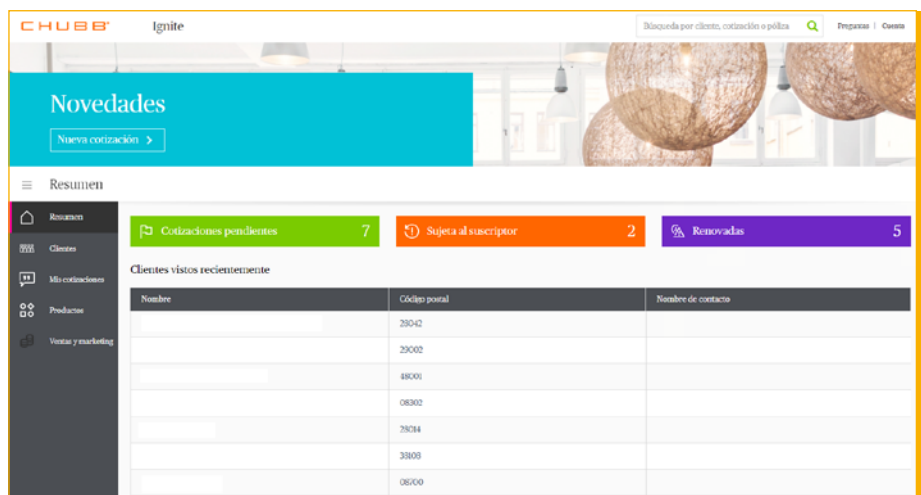 CHUBB®
Ignite
Búsqueda por cliente, cotización o póliza
Preguntas | Cuenta
Novedades
Nueva cotización >
Resumen
Resumen
Clientes
Mis cotizaciones
Productos
Ventas y marketing
Cotizaciones pendientes 7
Sujeta al suscriptor 2
Renovadas 5
Clientes vistos recientemente
Nombre Código postal Nombre de contacto
28042
29002
48001
08302
28014
38108
08700